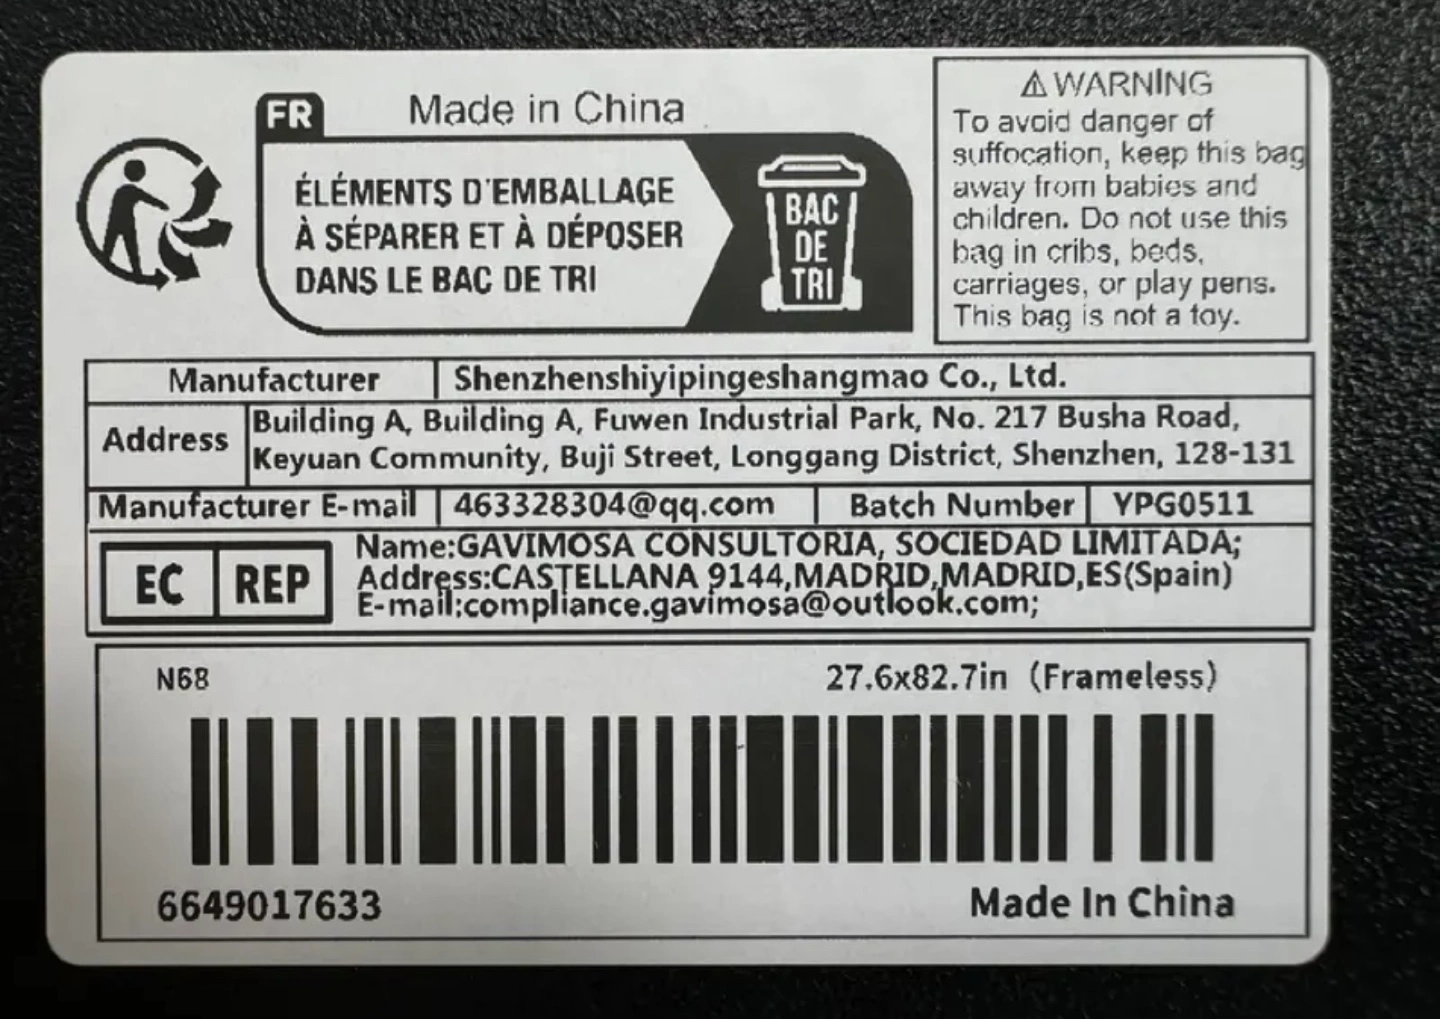 FR
Made in China
ÉLÉMENTS D'EMBALLAGE
À SÉPARER ET À DÉPOSER
DANS LE BAC DE TRI
BAC
DE
TRI
⚠ WARNING
To avoid danger of
suffocation, keep this bag
away from babies and
children. Do not use this
bag in cribs, beds,
carriages, or play pens.
This bag is not a toy.
Manufacturer Shenzhenshiyipingeshangmao Co., Ltd.
Address
Building A, Building A, Fuwen Industrial Park, No. 217 Busha Road,
Keyuan Community, Buji Street, Longgang District, Shenzhen, 128-131
Manufacturer E-mail 463328304@qq.com Batch Number YPG0511
EC REP
Name:GAVIMOSA CONSULTORIA, SOCIEDAD LIMITADA;
Address:CASTELLANA 9144,MADRID,MADRID,ES(Spain)
E-mail:compliance.gavimosa@outlook.com;
N68 27.6x82.7in (Frameless)
6649017633 Made In China